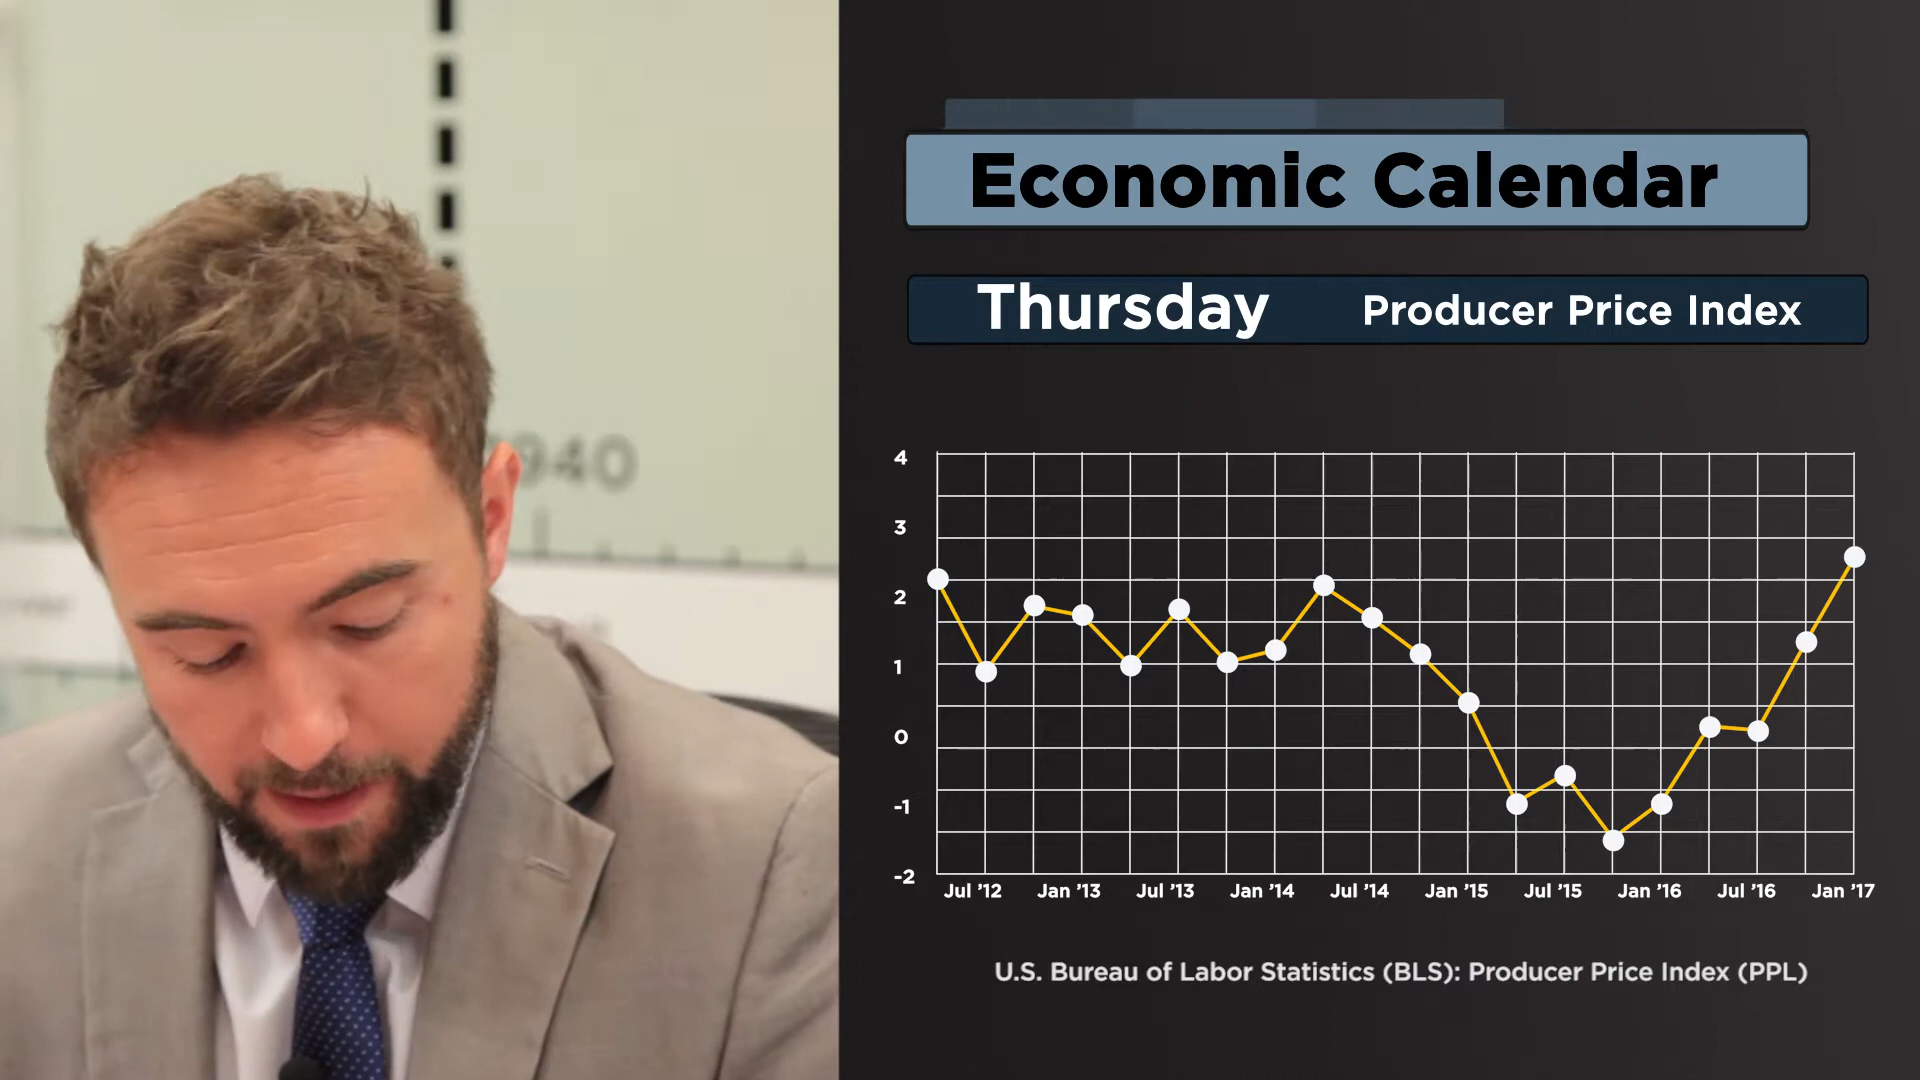 Economic Calendar
Thursday Producer Price Index
4
3
2
1
0
-1
-2
Jul ’12 Jan ’13 Jul ’13 Jan ’14 Jul ’14 Jan ’15 Jul ’15 Jan ’16 Jul ’16 Jan ’17
U.S. Bureau of Labor Statistics (BLS): Producer Price Index (PPL)
940